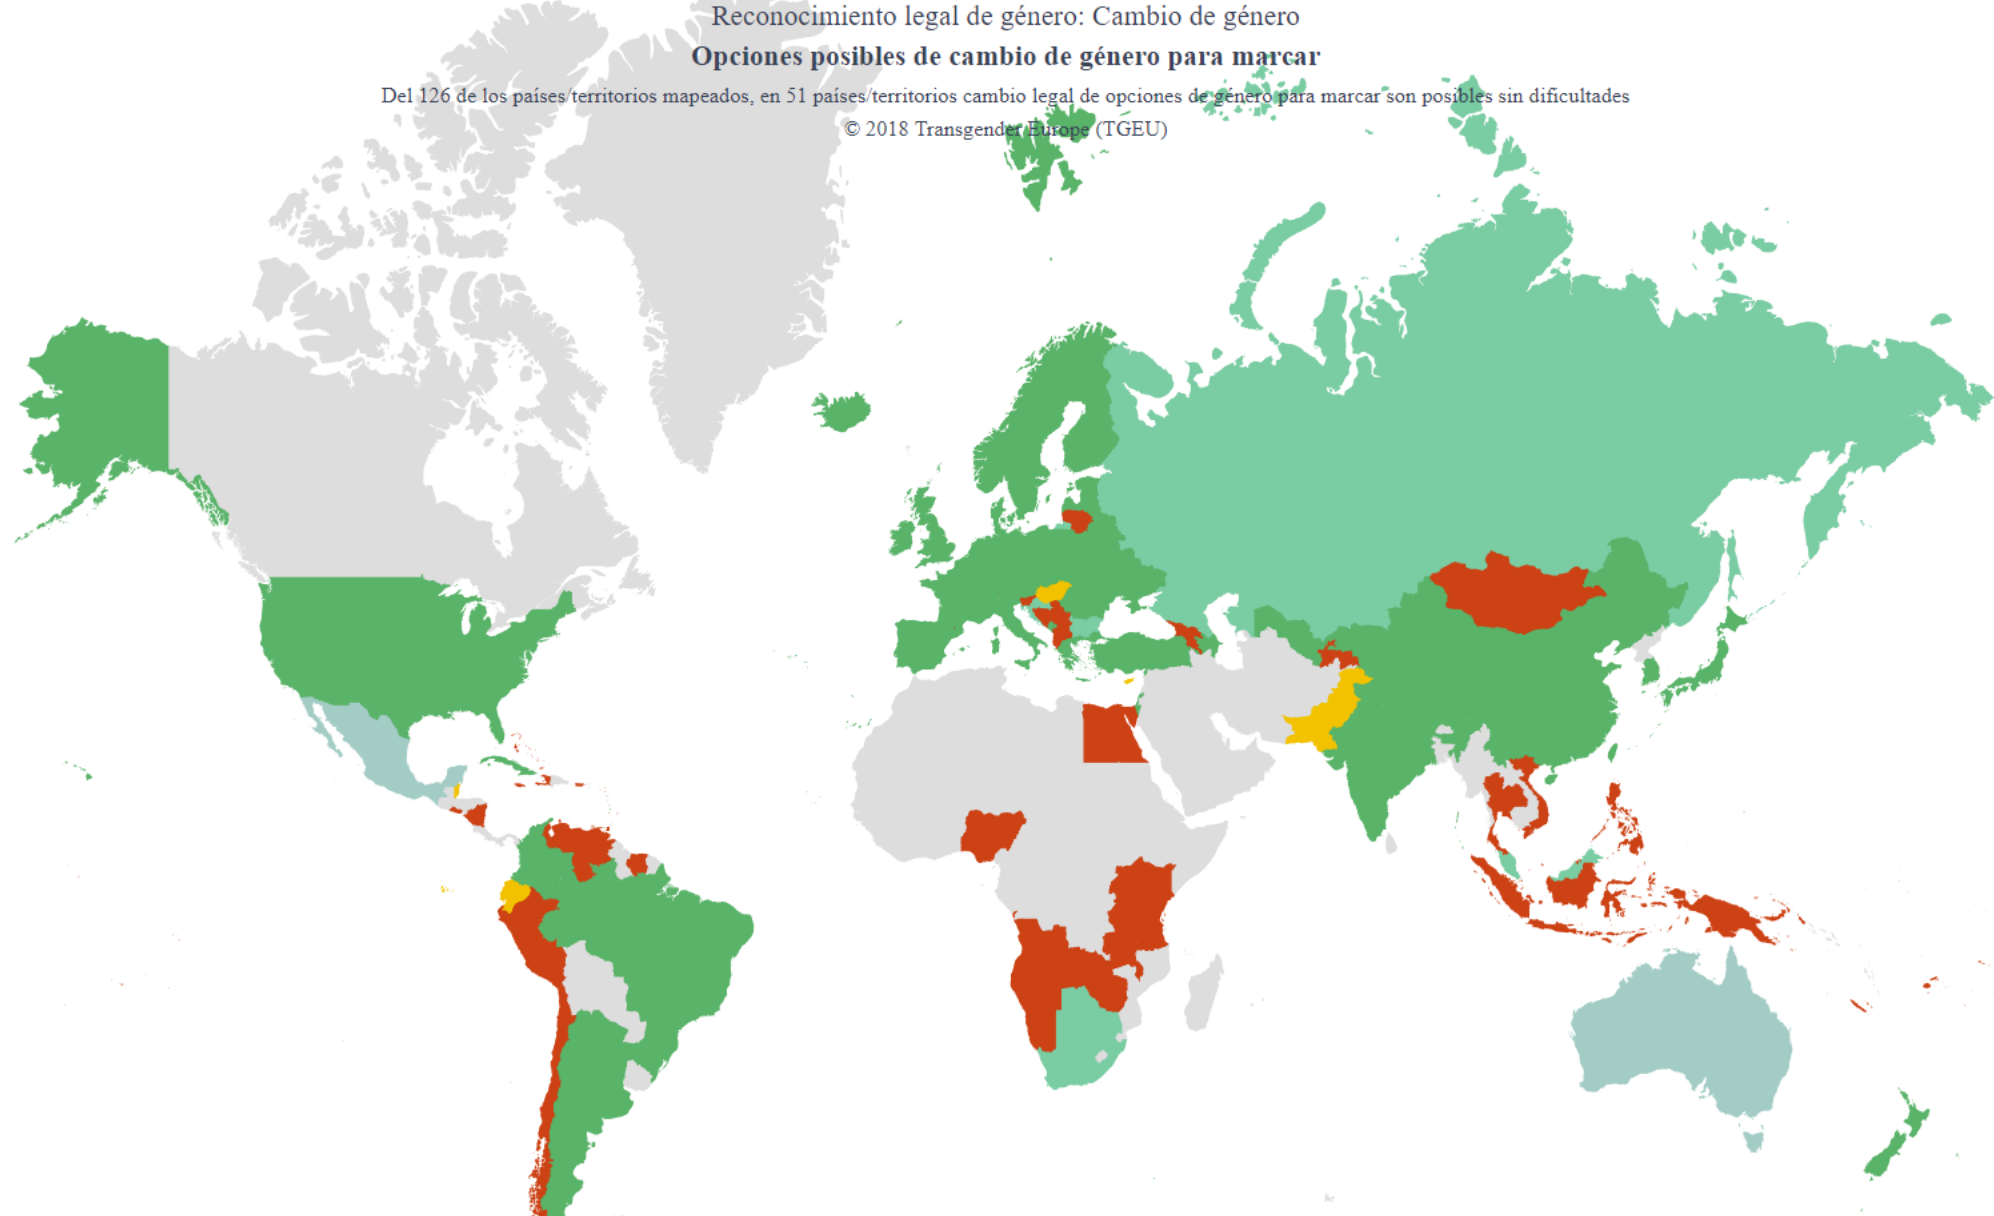 Reconocimiento legal de género: Cambio de género
Opciones posibles de cambio de género para marcar
Del 126 de los países/territorios mapeados, en 51 países/territorios cambio legal de opciones de género para marcar son posibles sin dificultades
© 2018 Transgender Europe (TGEU)